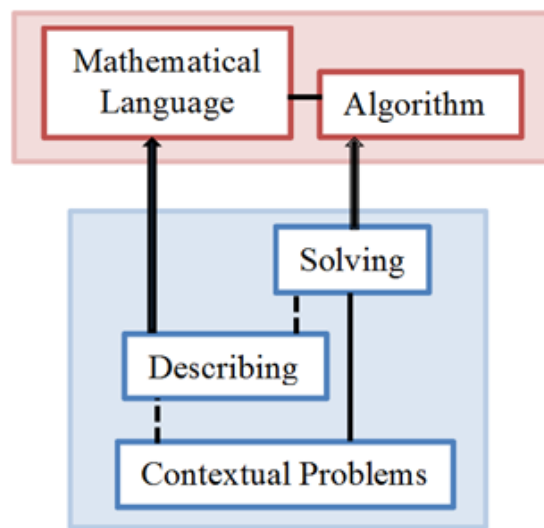 Mathematical
Language
Algorithm
Solving
Describing
Contextual Problems